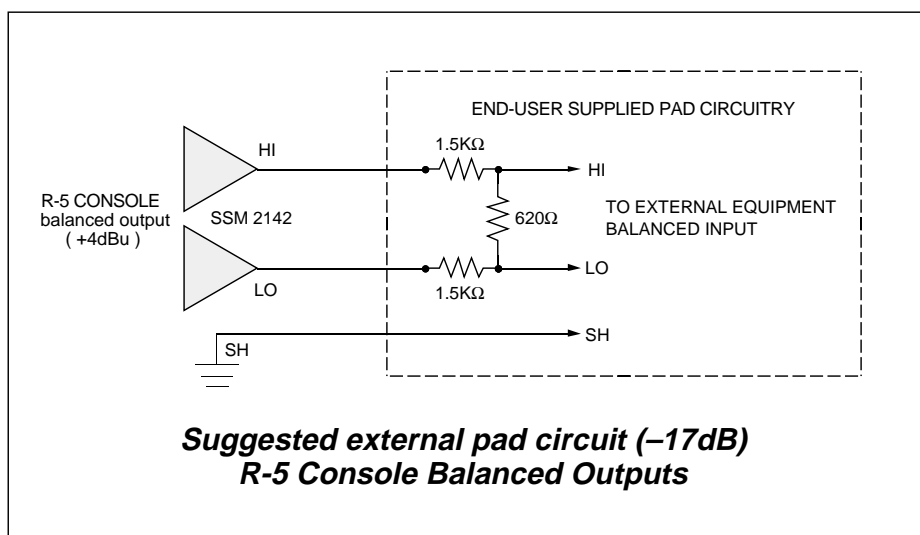 END-USER SUPPLIED PAD CIRCUITRY
1.5KΩ
HI
HI
R-5 CONSOLE
balanced output
( +4dBu )
SSM 2142
620Ω
TO EXTERNAL EQUIPMENT
BALANCED INPUT
LO
LO
1.5KΩ
SH
SH
Suggested external pad circuit (–17dB)
R-5 Console Balanced Outputs